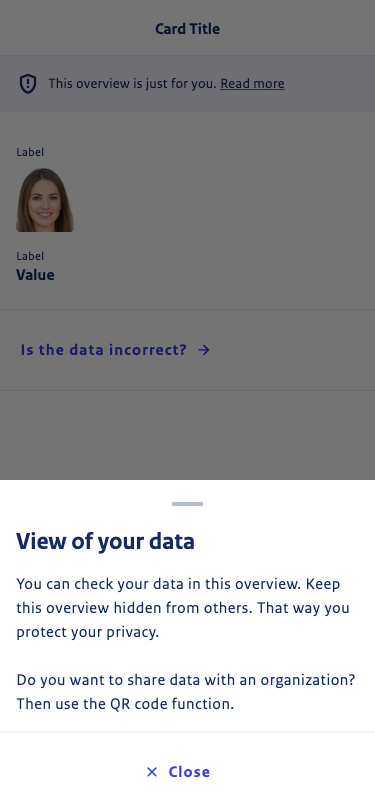 Card Title
This overview is just for you. Read more
Label
Label
Value
Is the data incorrect?
View of your data
You can check your data in this overview. Keep
this overview hidden from others. That way you
protect your privacy.
Do you want to share data with an organization?
Then use the QR code function.
Close